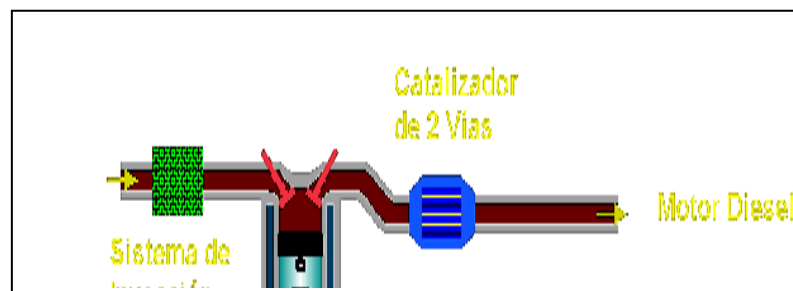 Catalizador
de 2 Vías
Motor Diesel
Sistema de